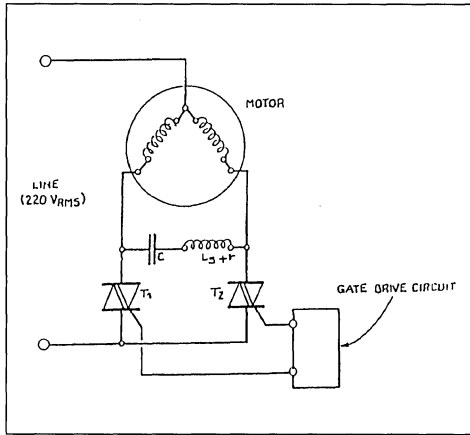 MOTOR
LINE
(220 VRMS)
C
Ls + r
T1
T2
GATE DRIVE CIRCUIT